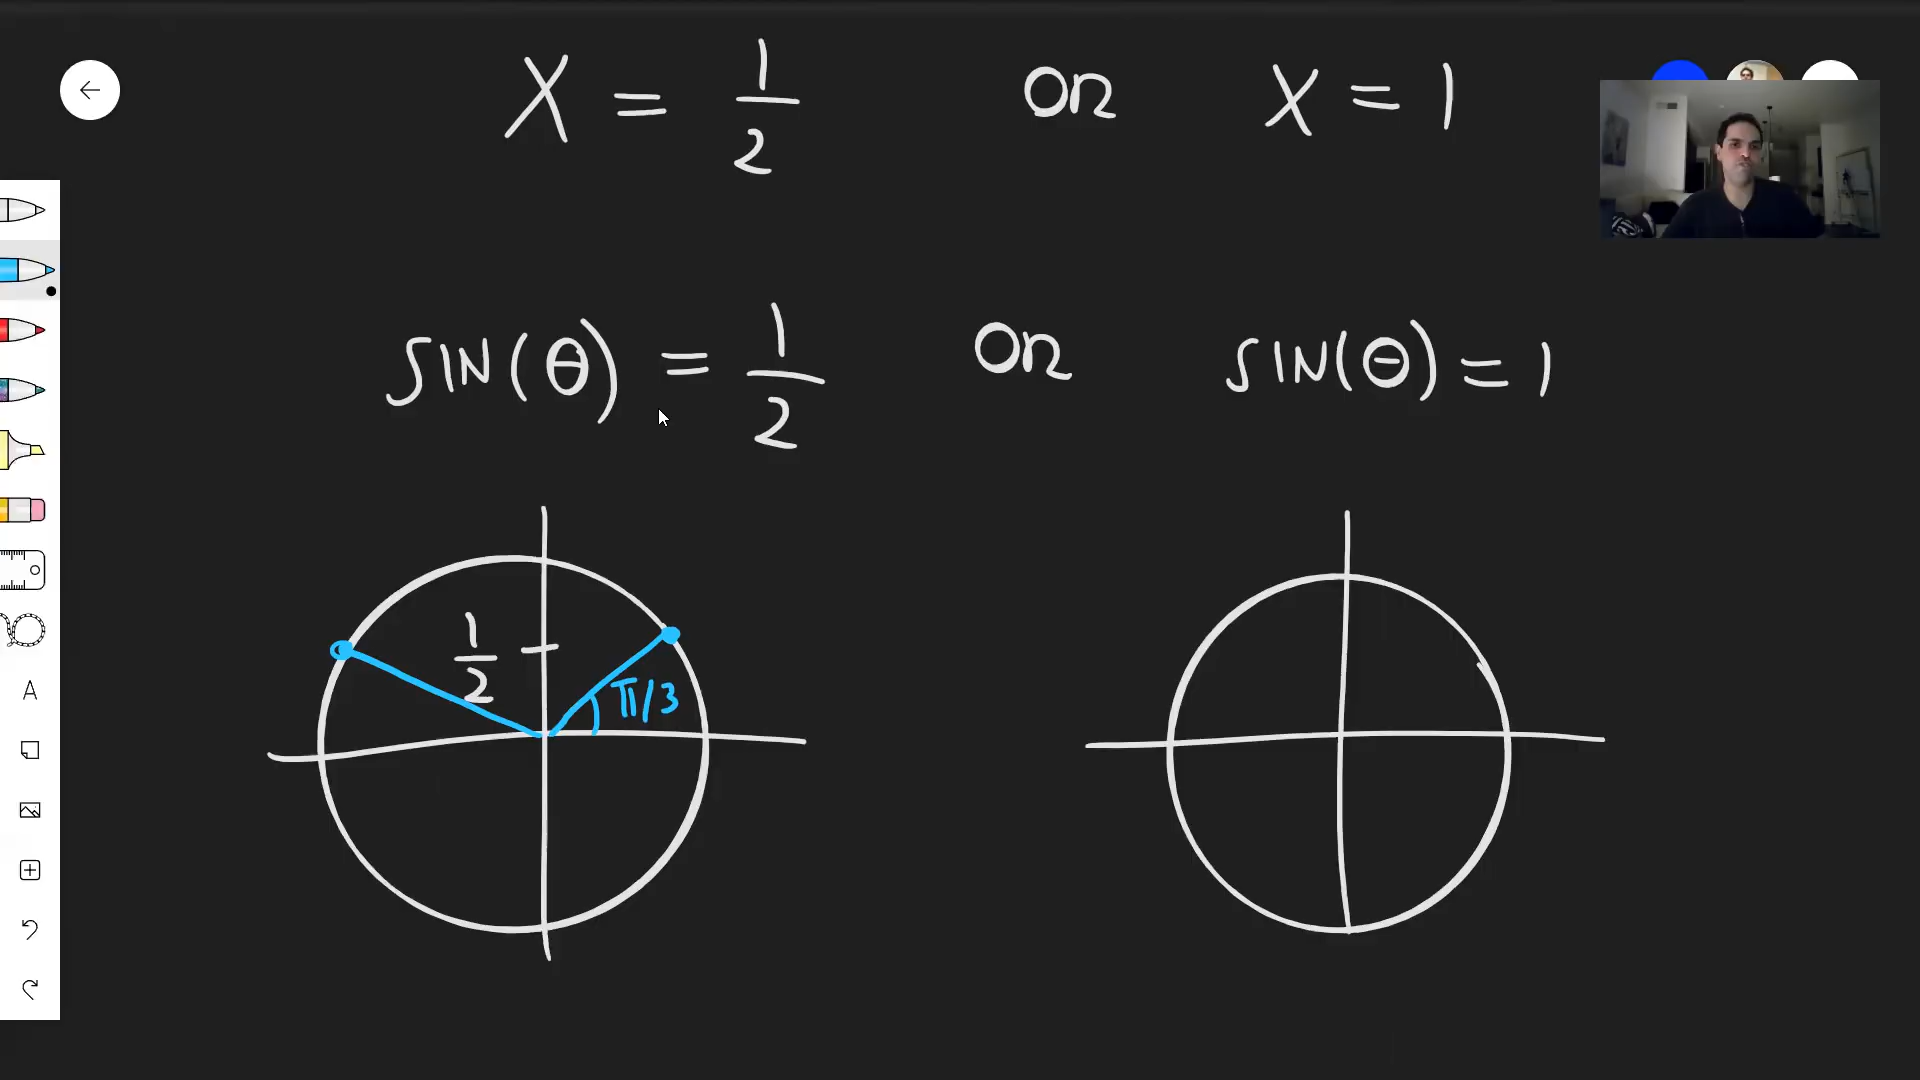 X = 1/2 OR X = 1
SIN(θ) = 1/2 OR SIN(θ) = 1
1/2
π/3
A